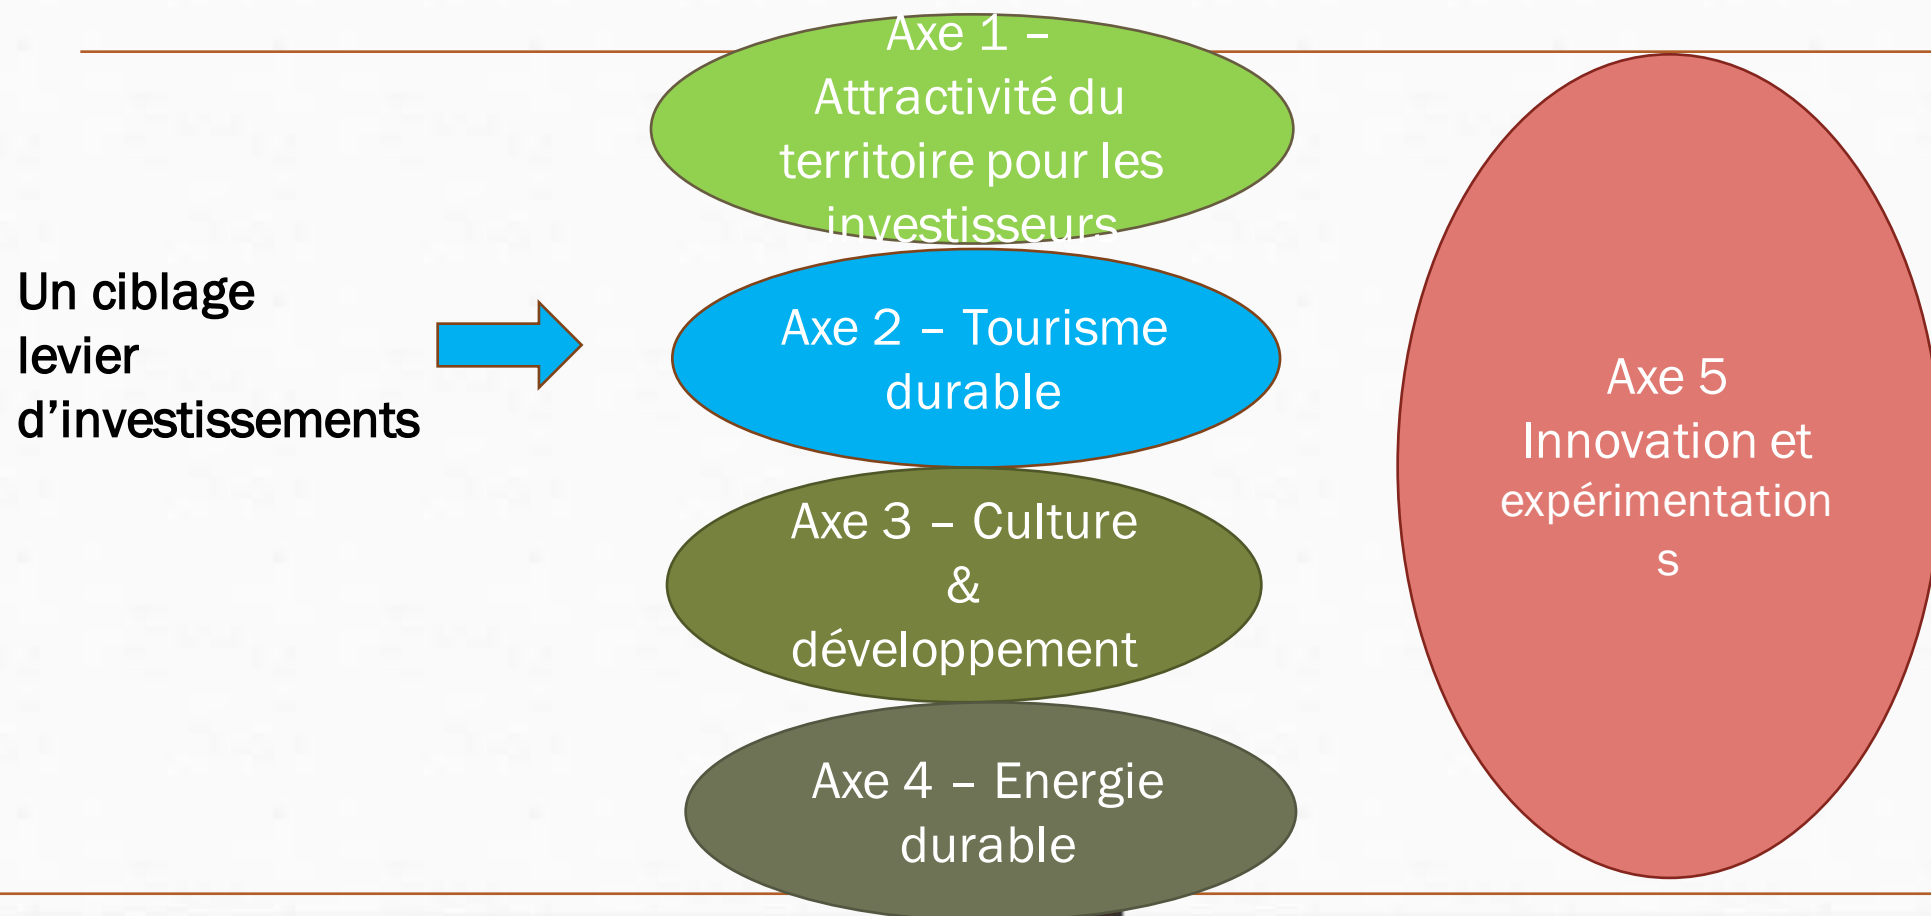 Un ciblage
levier
d’investissements
Axe 1 –
Attractivité du
territoire pour les
investisseurs
Axe 2 – Tourisme
durable
Axe 3 – Culture
&
développement
Axe 4 – Energie
durable
Axe 5
Innovation et
expérimentation
s